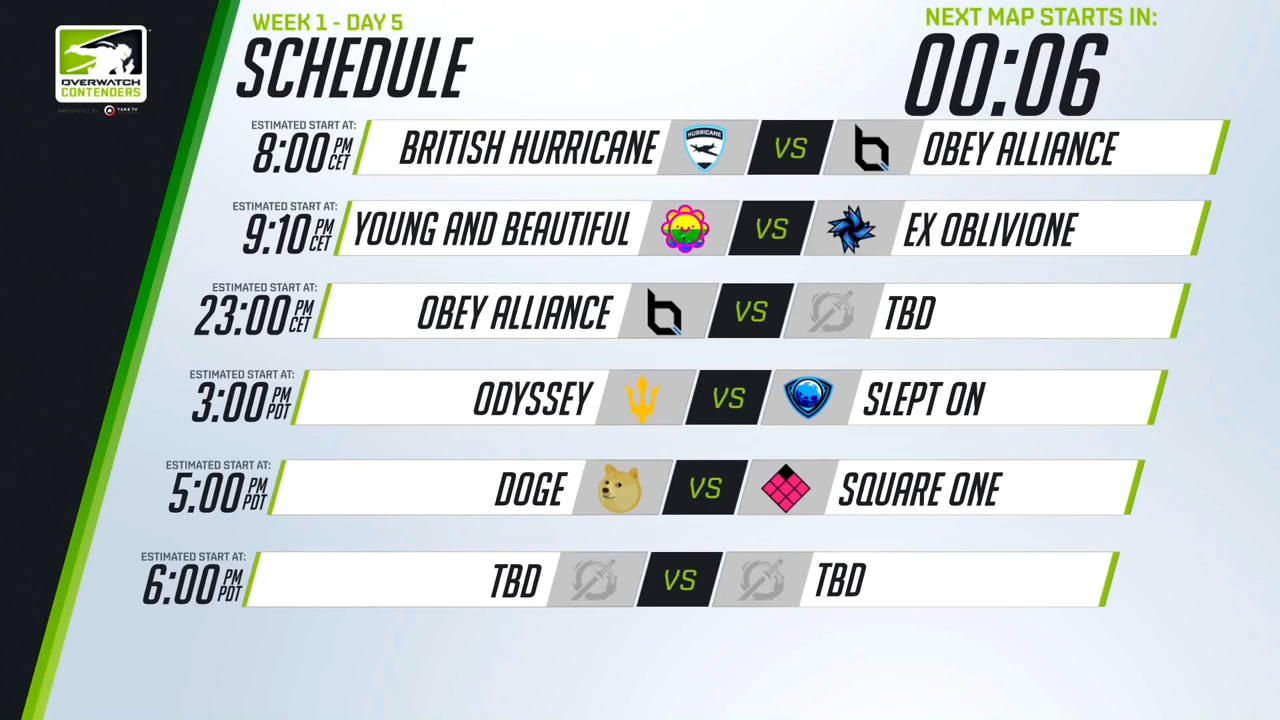 WEEK 1 - DAY 5
SCHEDULE
NEXT MAP STARTS IN:
00:06
OVERWATCH
CONTENDERS
PRESENTED BY TAKE TV
ESTIMATED START AT:
8:00 PM CET BRITISH HURRICANE HURRICANE VS OBEY ALLIANCE
ESTIMATED START AT:
9:10 PM CET YOUNG AND BEAUTIFUL VS EX OBLIVIONE
ESTIMATED START AT:
23:00 PM CET OBEY ALLIANCE VS TBD
ESTIMATED START AT:
3:00 PM PDT ODYSSEY VS SLEPT ON
ESTIMATED START AT:
5:00 PM PDT DOGE VS SQUARE ONE
ESTIMATED START AT:
6:00 PM PDT TBD VS TBD